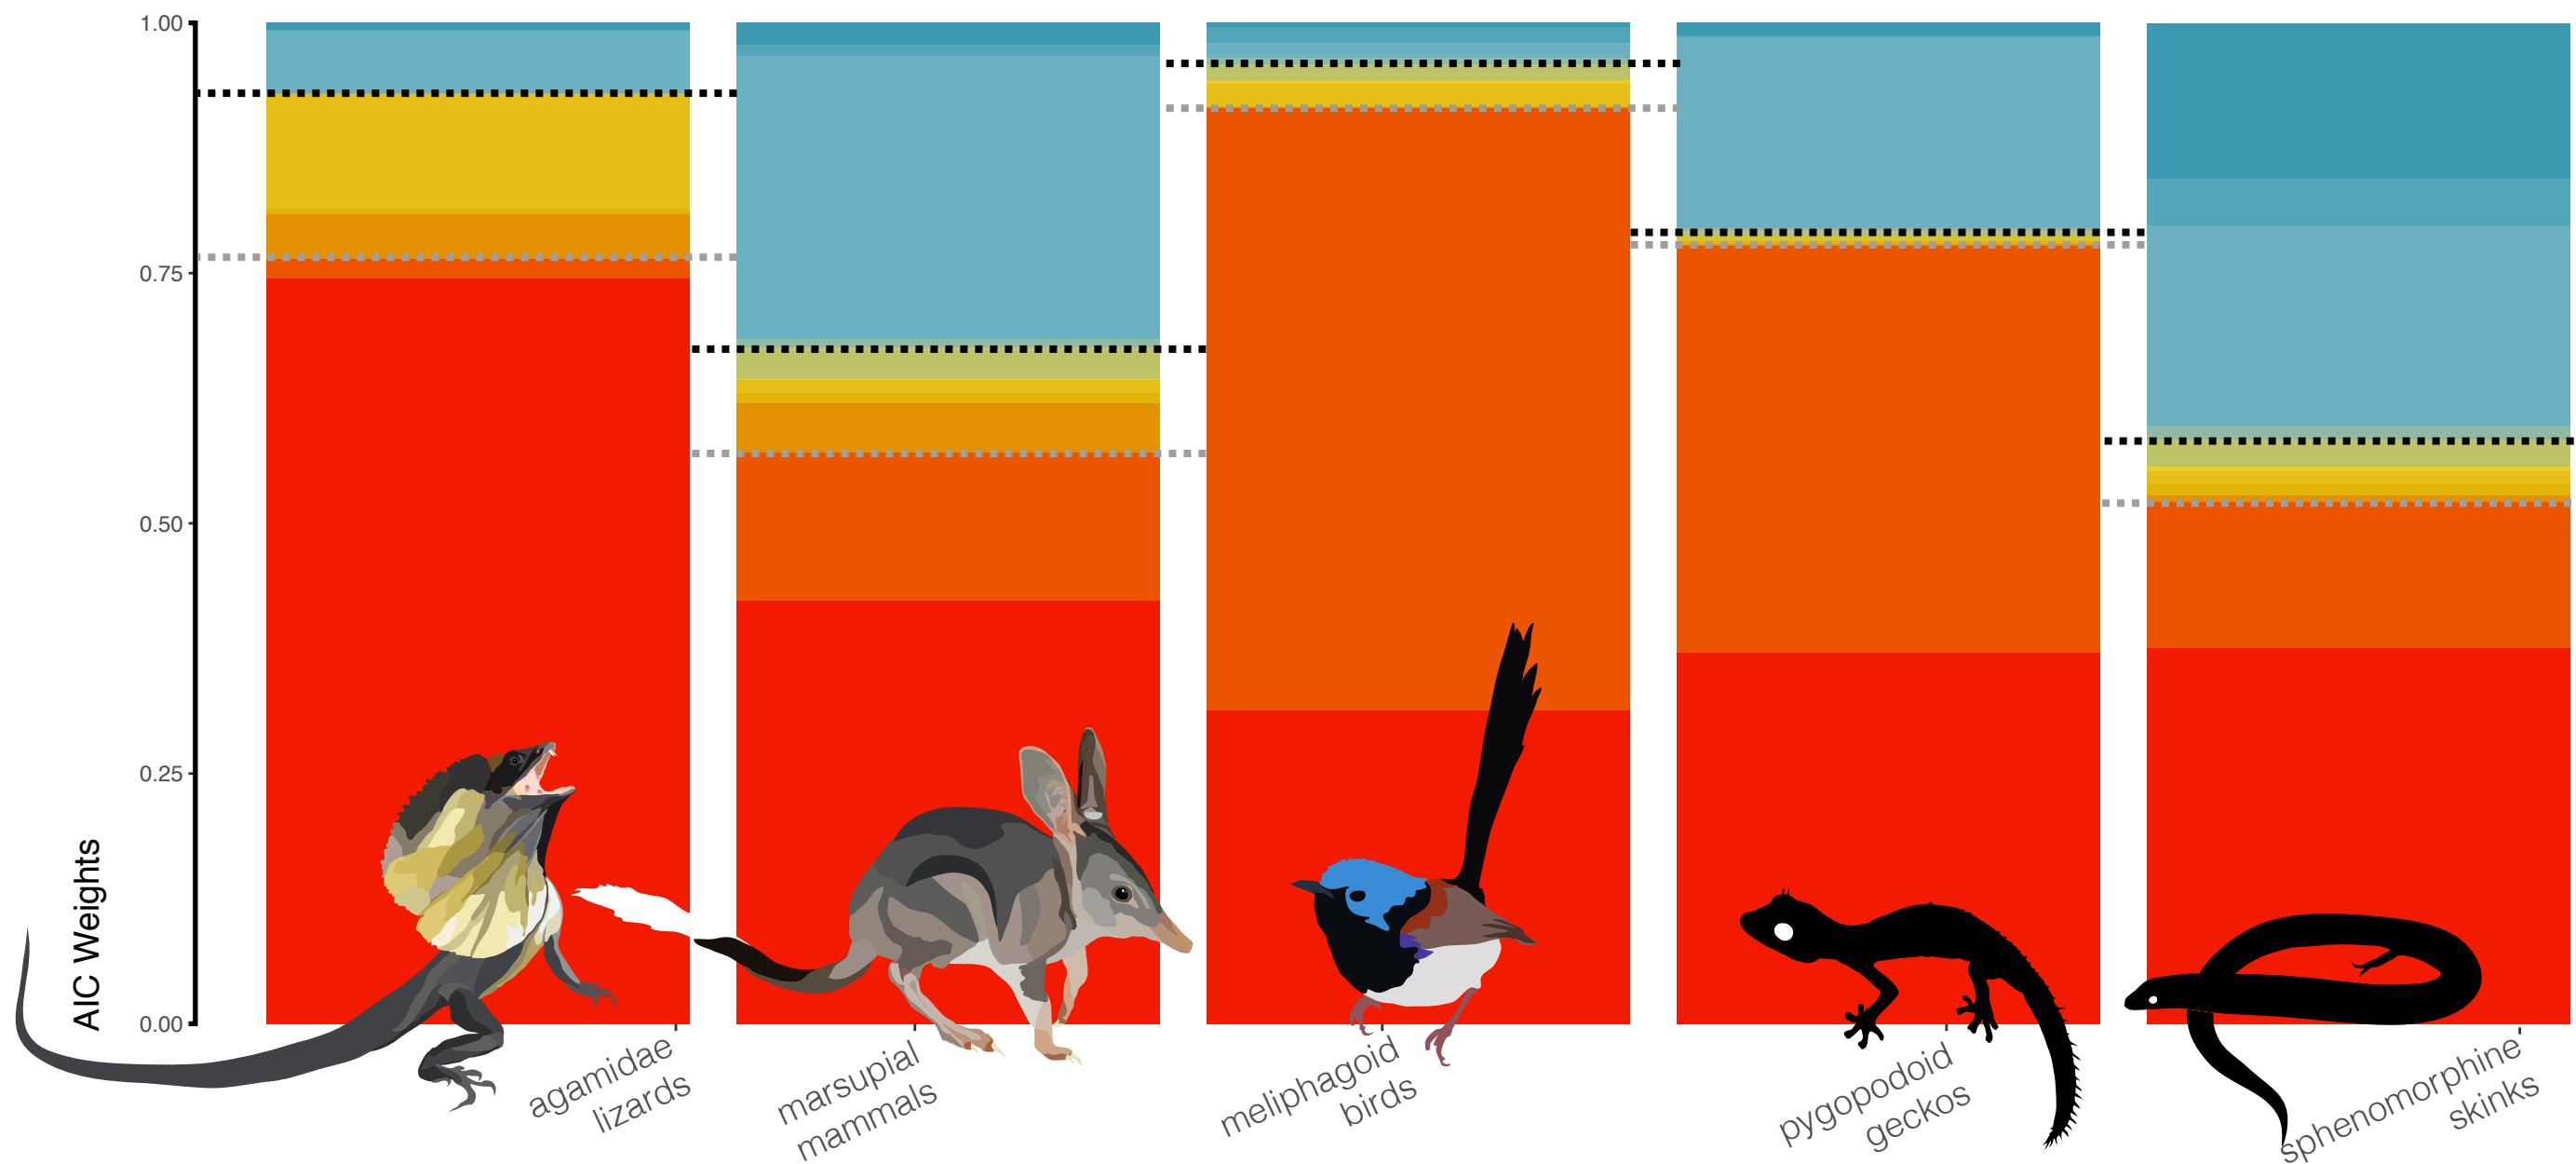 1.00
0.75
0.50
0.25
0.00
AIC Weights
agamidae
lizards
marsupial
mammals
meliphagoid
birds
pygopodoid
geckos
sphenomorphine
skinks